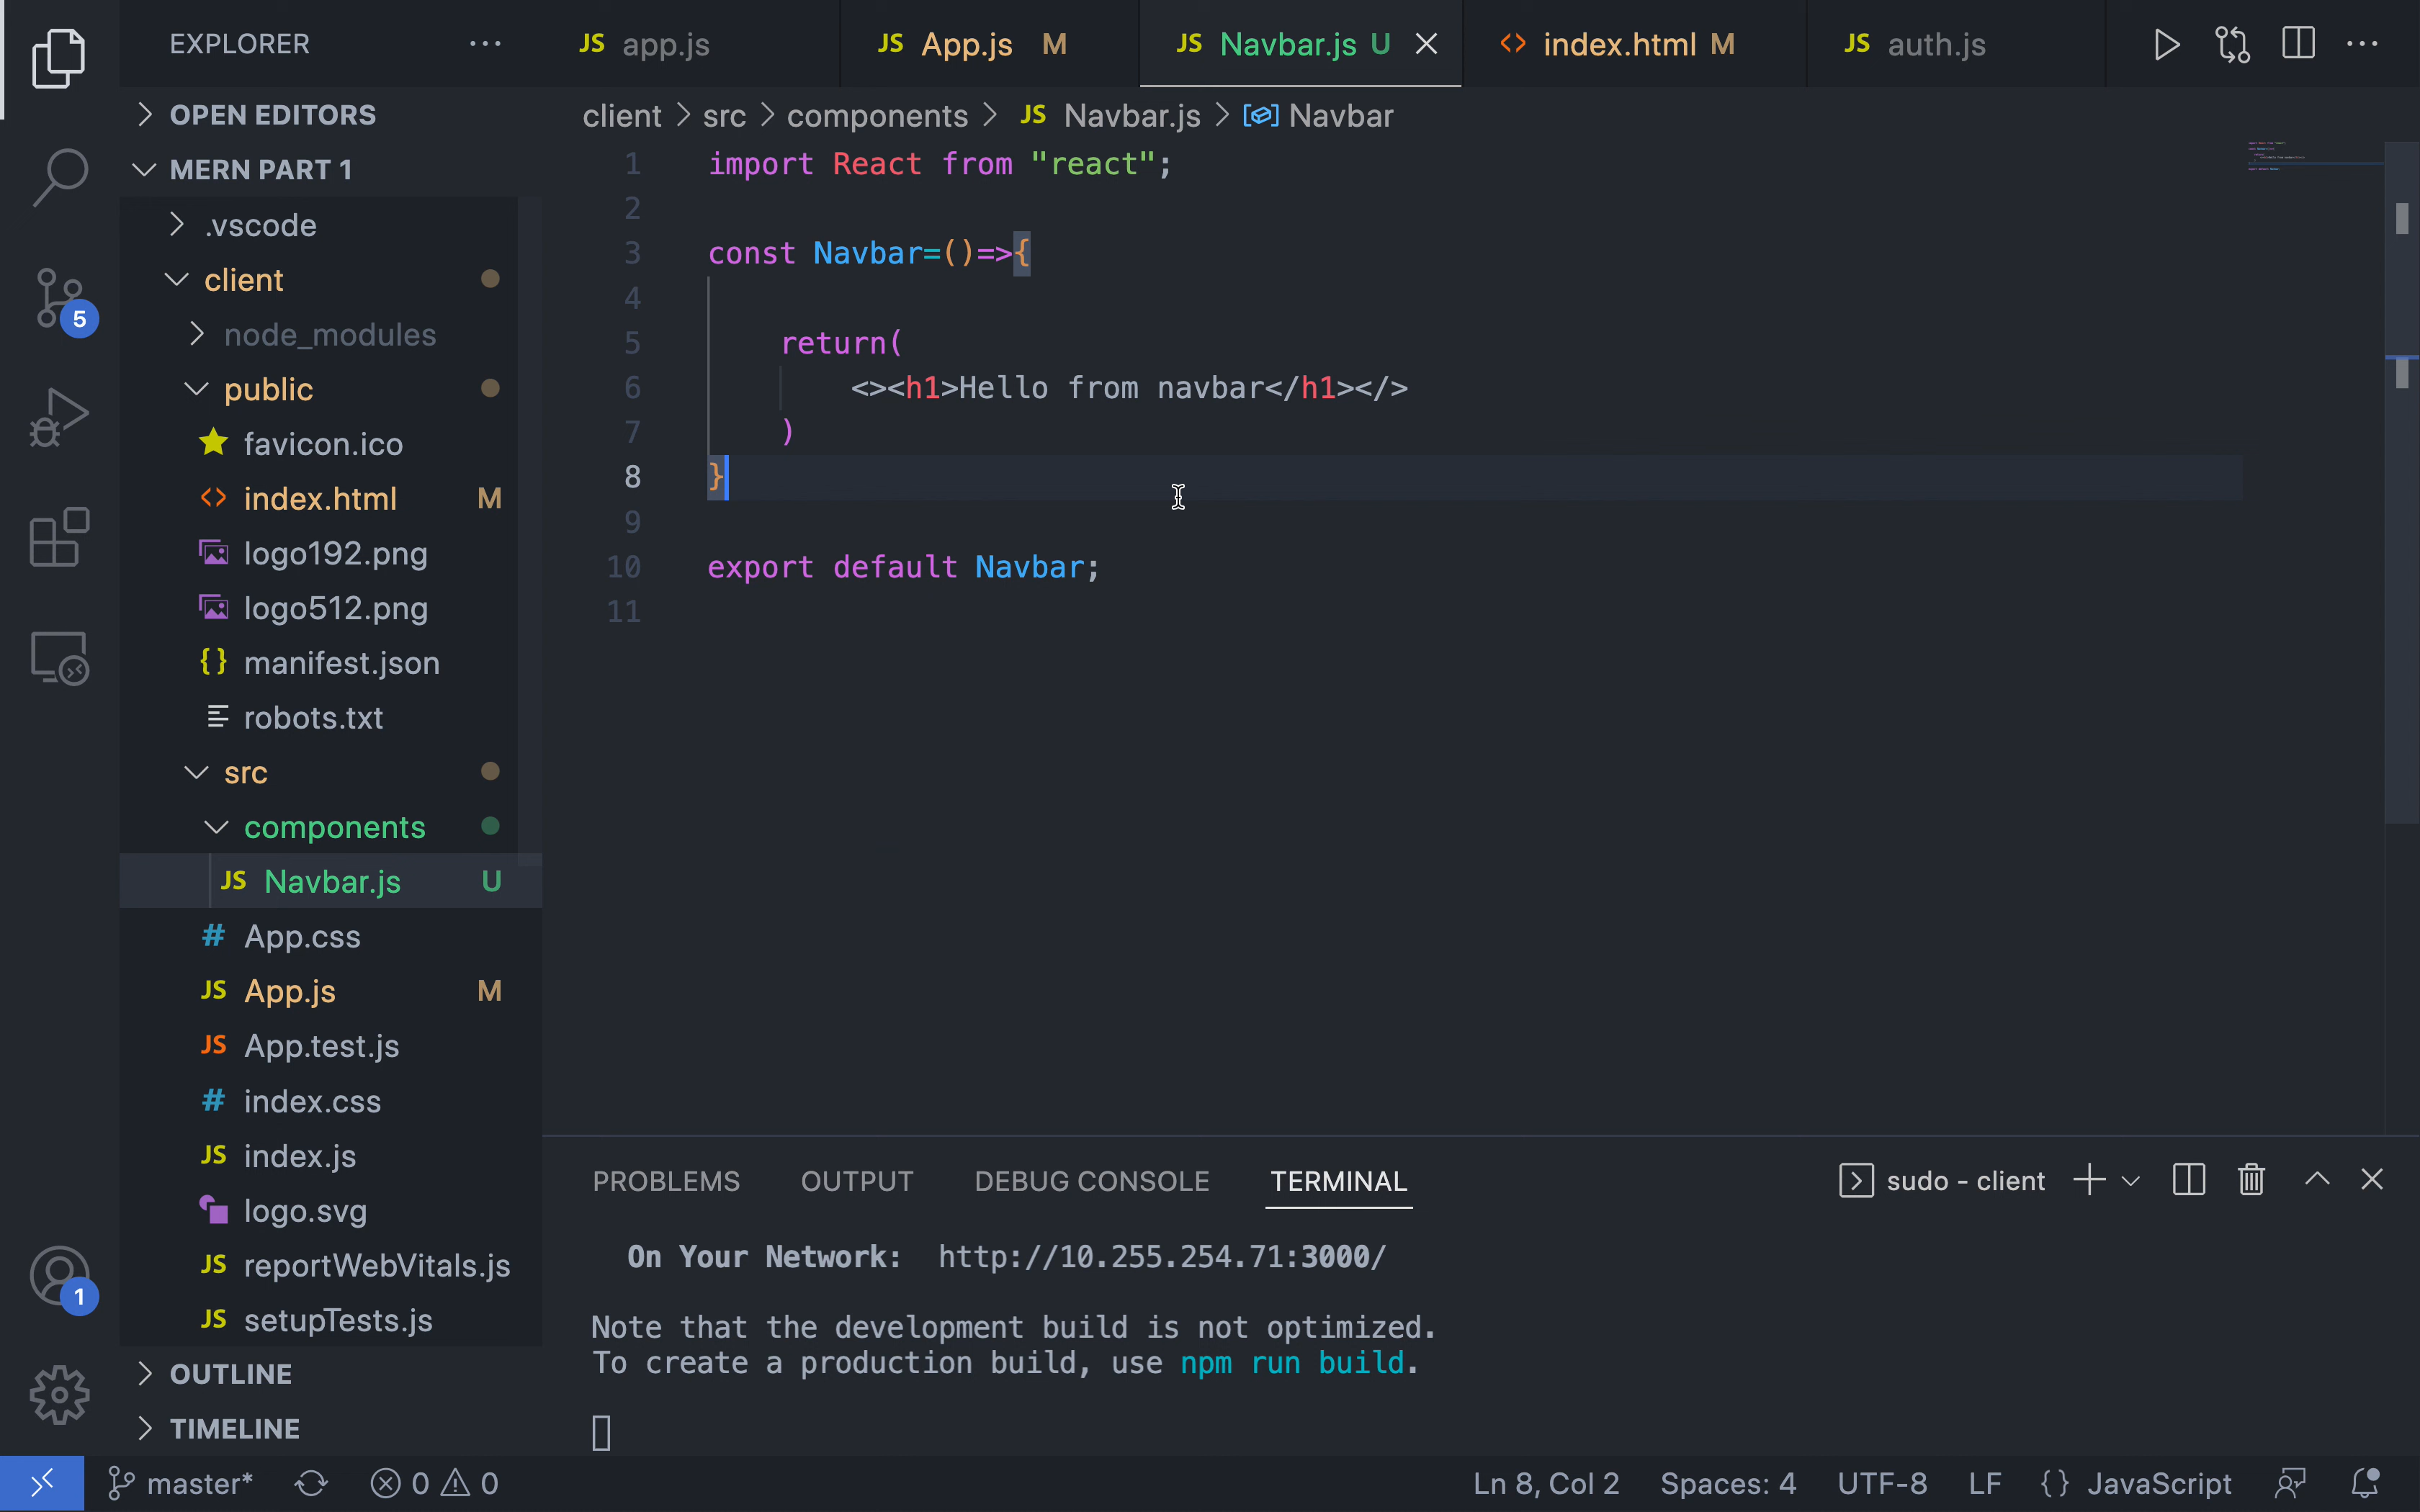 EXPLORER
app.js
App.js M
Navbar.js U
index.html M
auth.js
OPEN EDITORS
MERN PART 1
.vscode
client
node_modules
public
favicon.ico
index.html M
logo192.png
logo512.png
manifest.json
robots.txt
src
components
Navbar.js U
App.css
App.js M
App.test.js
index.css
index.js
logo.svg
reportWebVitals.js
setupTests.js
OUTLINE
TIMELINE
5
1
client > src > components > JS Navbar.js > Navbar
1 import React from "react";
2
3 const Navbar=()=>{
4
5 return(
6 <><h1>Hello from navbar</h1></>
7 )
8 }
9
10 export default Navbar;
11
PROBLEMS OUTPUT DEBUG CONSOLE TERMINAL
sudo - client
On Your Network: http://10.255.254.71:3000/
Note that the development build is not optimized.
To create a production build, use npm run build.
master* 0 0 Ln 8, Col 2 Spaces: 4 UTF-8 LF {} JavaScript